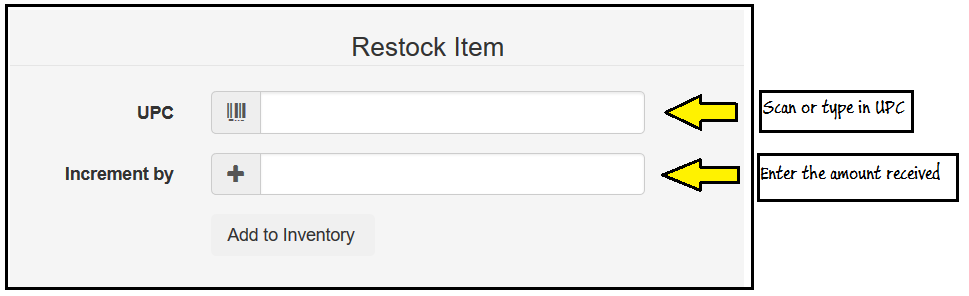 Restock Item
UPC
Scan or type in UPC
Increment by
Enter the amount received
Add to Inventory